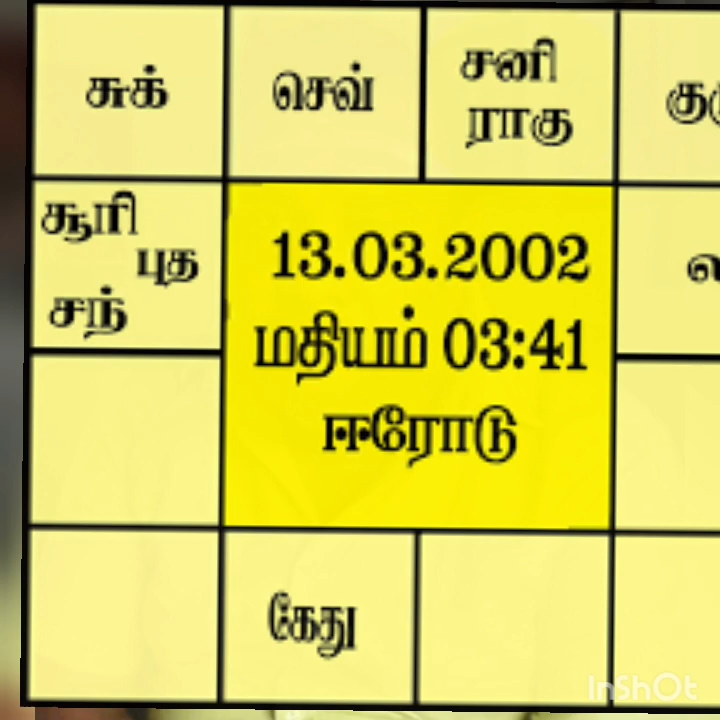 சுக்
செவ்
சனி
ராகு
சூரி
புத
சந்
13.03.2002
மதியம் 03:41
ஈரோடு
கேது
InShOt